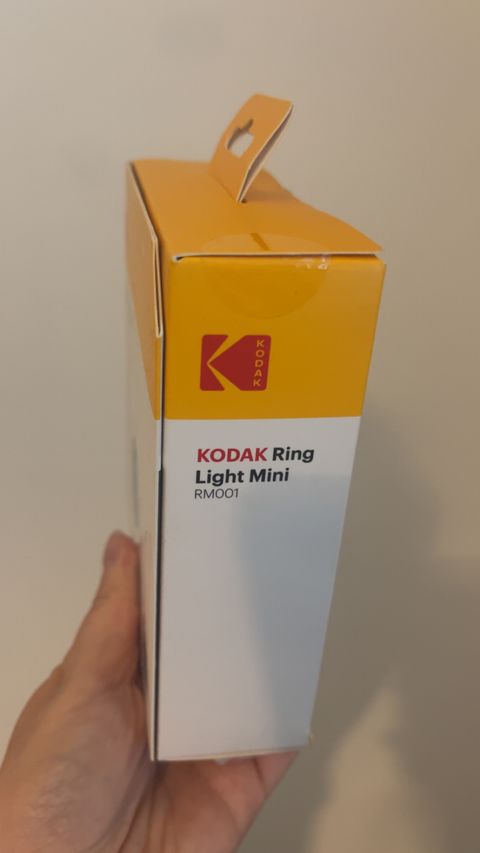 KODAK
KODAK Ring
Light Mini
RM001